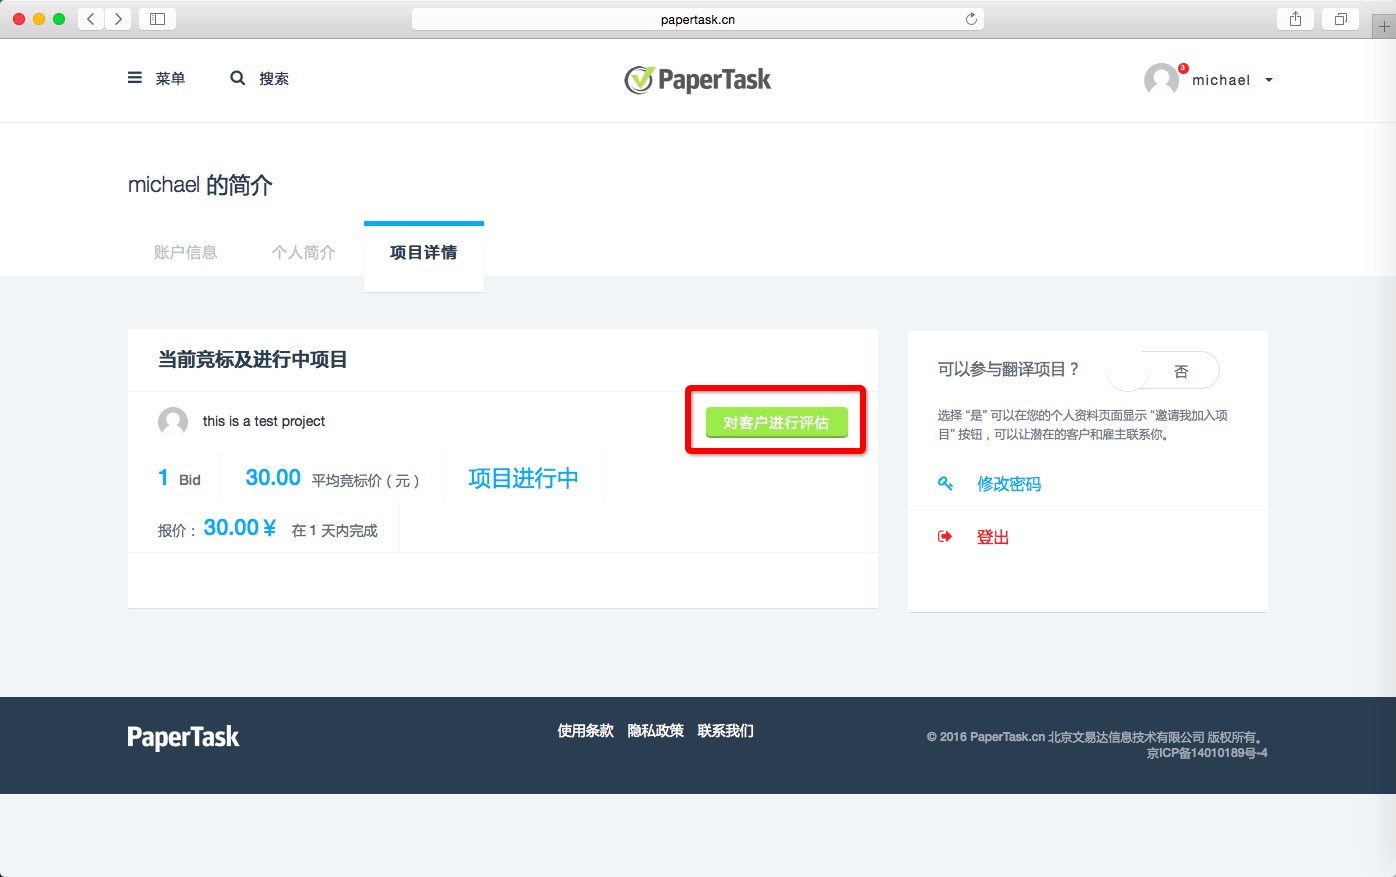 papertask.cn
菜单 搜索
PaperTask
3
michael
michael 的简介
账户信息 个人简介 项目详情
当前竞标及进行中项目
this is a test project
对客户进行评估
1 Bid 30.00 平均竞标价（元） 项目进行中
报价： 30.00 ¥ 在 1 天内完成
可以参与翻译项目？ 否
选择 “是” 可以在您的个人资料页面显示 “邀请我加入项
目” 按钮，可以让潜在的客户和雇主联系你。
修改密码
登出
PaperTask
使用条款 隐私政策 联系我们
© 2016 PaperTask.cn 北京文易达信息技术有限公司 版权所有。
京ICP备14010189号-4